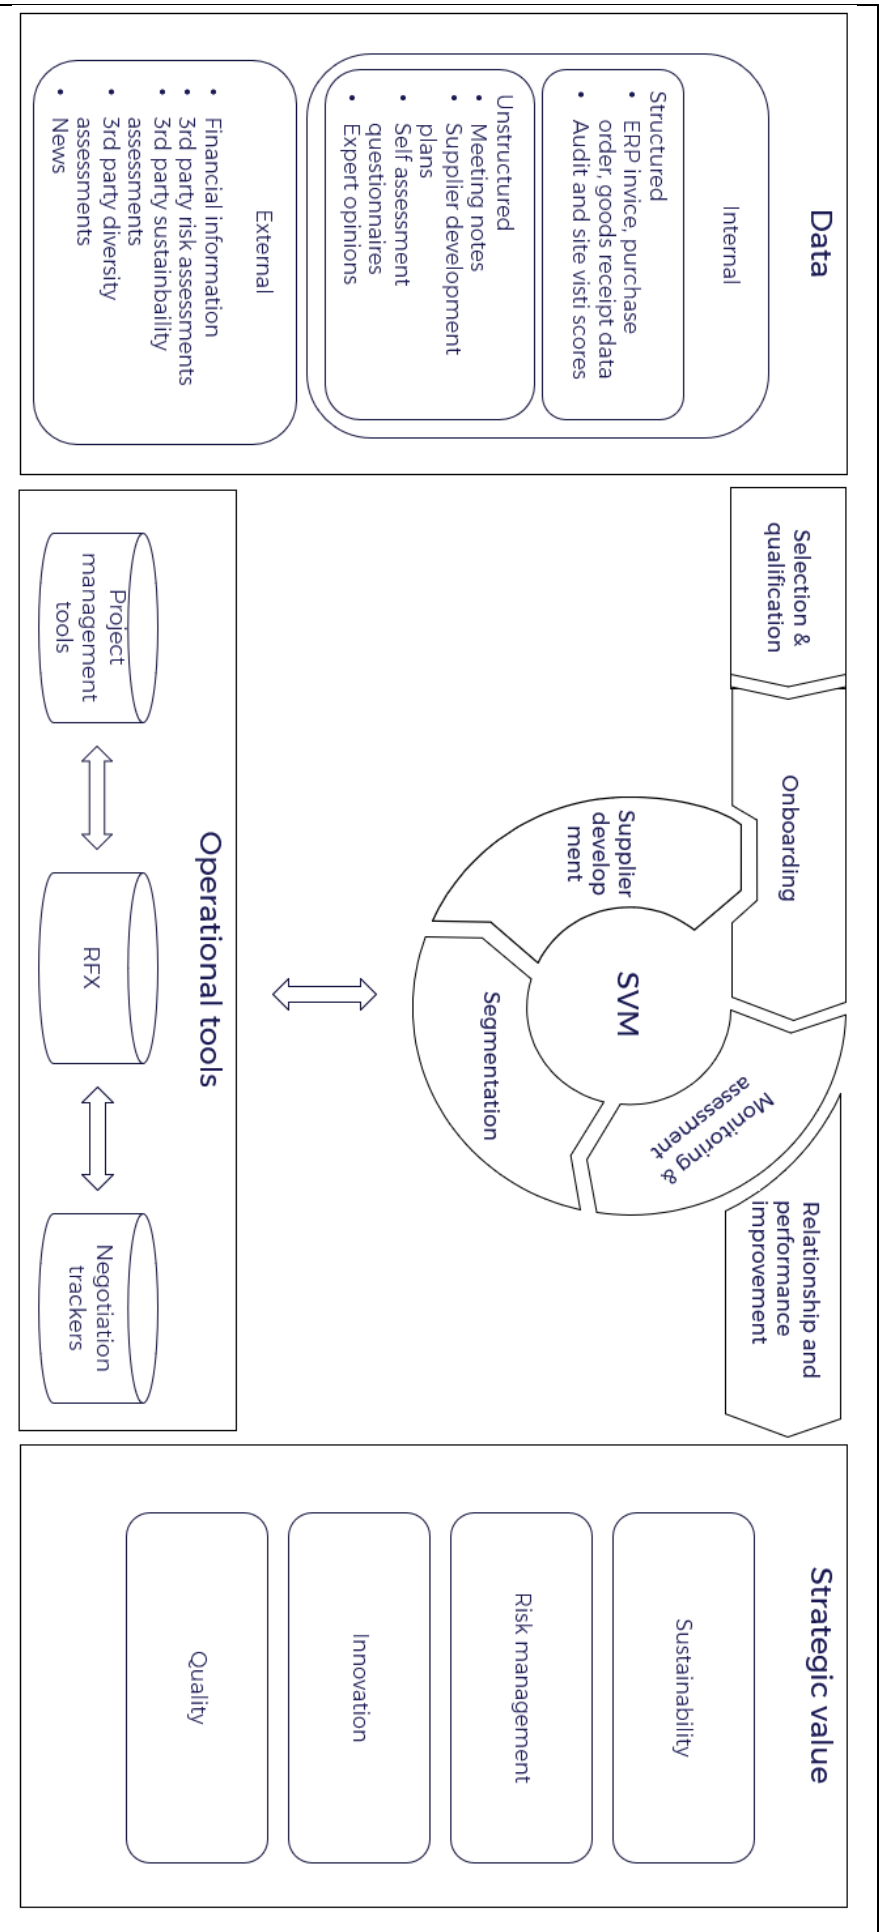 Data
Internal
Structured
• ERP invice, purchase
order, goods receipt data
• Audit and site visti scores
Unstructured
• Meeting notes
• Supplier development
plans
• Self assessment
questionnaires
• Expert opinions
External
• Financial information
• 3rd party risk assessments
• 3rd party sustainbaility
assessments
• 3rd party diversity
assessments
• News
Selection &
qualification
Onboarding
Monitoring &
assessment
Relationship and
performance
improvement
Supplier
develop
ment
SVM
Segmentation
Operational tools
Project
management
tools
RFX
Negotiation
trackers
Strategic value
Sustainability
Risk management
Innovation
Quality